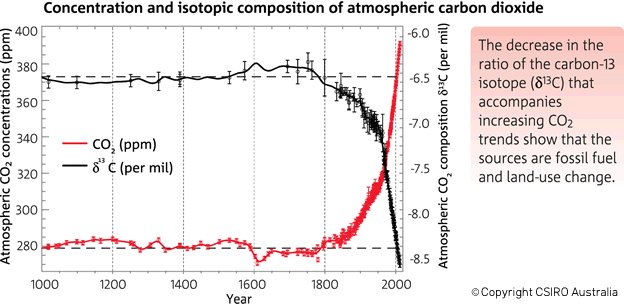 Concentration and isotopic composition of atmospheric carbon dioxide
Atmospheric CO₂ concentrations (ppm)
400
380
360
340
320
300
280
CO₂ (ppm)
δ¹³ C (per mil)
1000
1200
1400
1600
1800
2000
Year
-6.0
-6.5
-7.0
-7.5
-8.0
-8.5
Atmospheric CO₂ composition δ¹³C (per mil)
The decrease in the
ratio of the carbon-13
isotope (δ¹³C) that
accompanies
increasing CO₂
trends show that the
sources are fossil fuel
and land-use change.
© Copyright CSIRO Australia